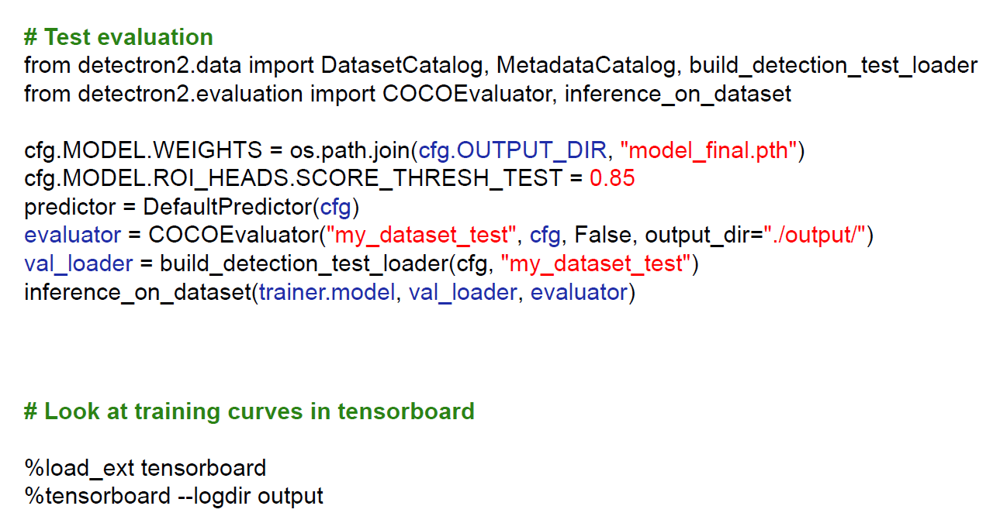 # Test evaluation
from detectron2.data import DatasetCatalog, MetadataCatalog, build_detection_test_loader
from detectron2.evaluation import COCOEvaluator, inference_on_dataset
cfg.MODEL.WEIGHTS = os.path.join(cfg.OUTPUT_DIR, "model_final.pth")
cfg.MODEL.ROI_HEADS.SCORE_THRESH_TEST = 0.85
predictor = DefaultPredictor(cfg)
evaluator = COCOEvaluator("my_dataset_test", cfg, False, output_dir="./output/")
val_loader = build_detection_test_loader(cfg, "my_dataset_test")
inference_on_dataset(trainer.model, val_loader, evaluator)
# Look at training curves in tensorboard
%load_ext tensorboard
%tensorboard --logdir output